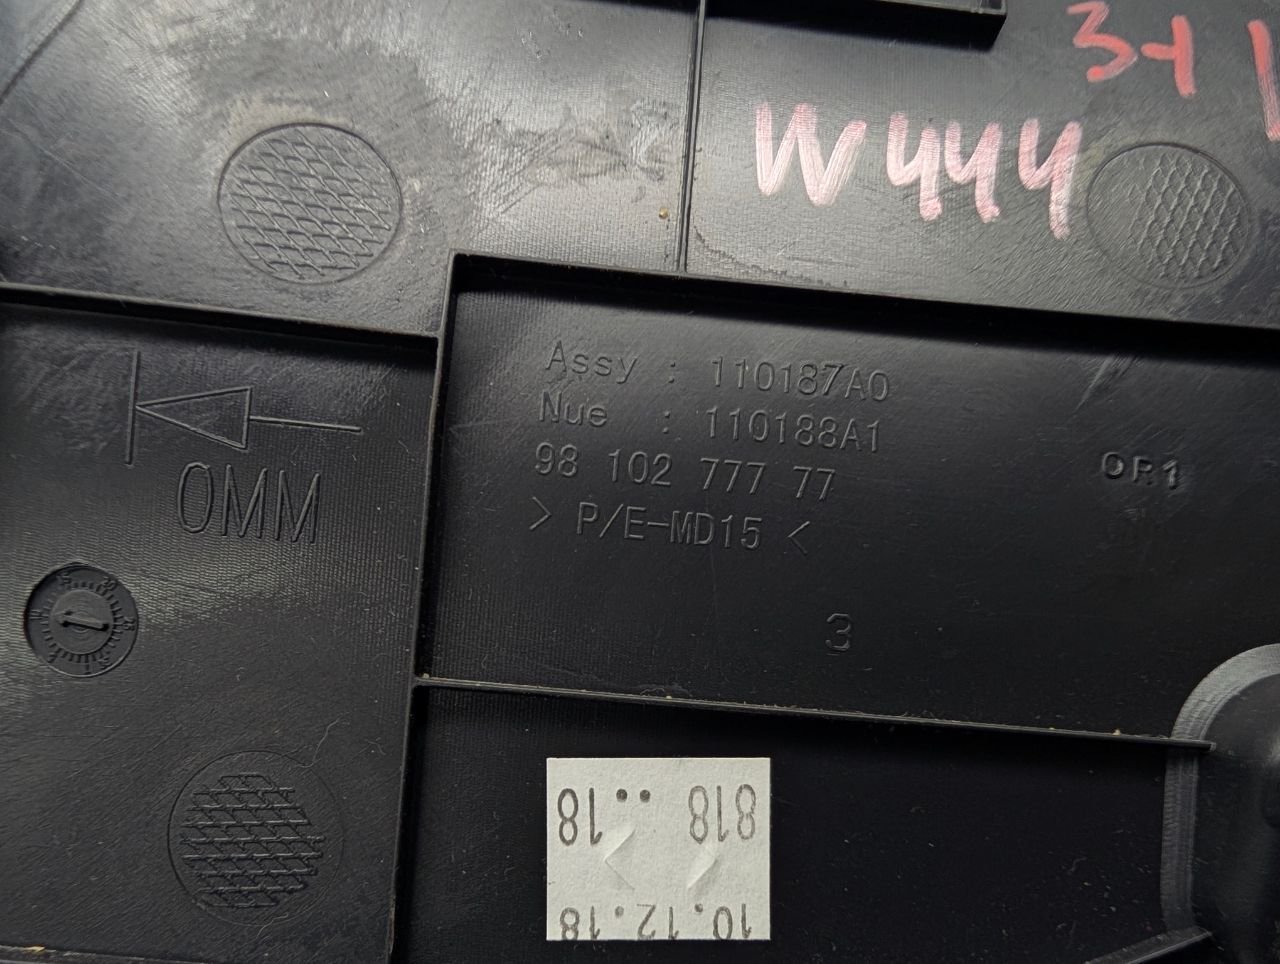 3+1
W444
Assy : 110187A0
Nue : 110188A1
98 102 777 77
> P/E-MD15 <
OR1
0MM
3
10.12.18
818 ..18